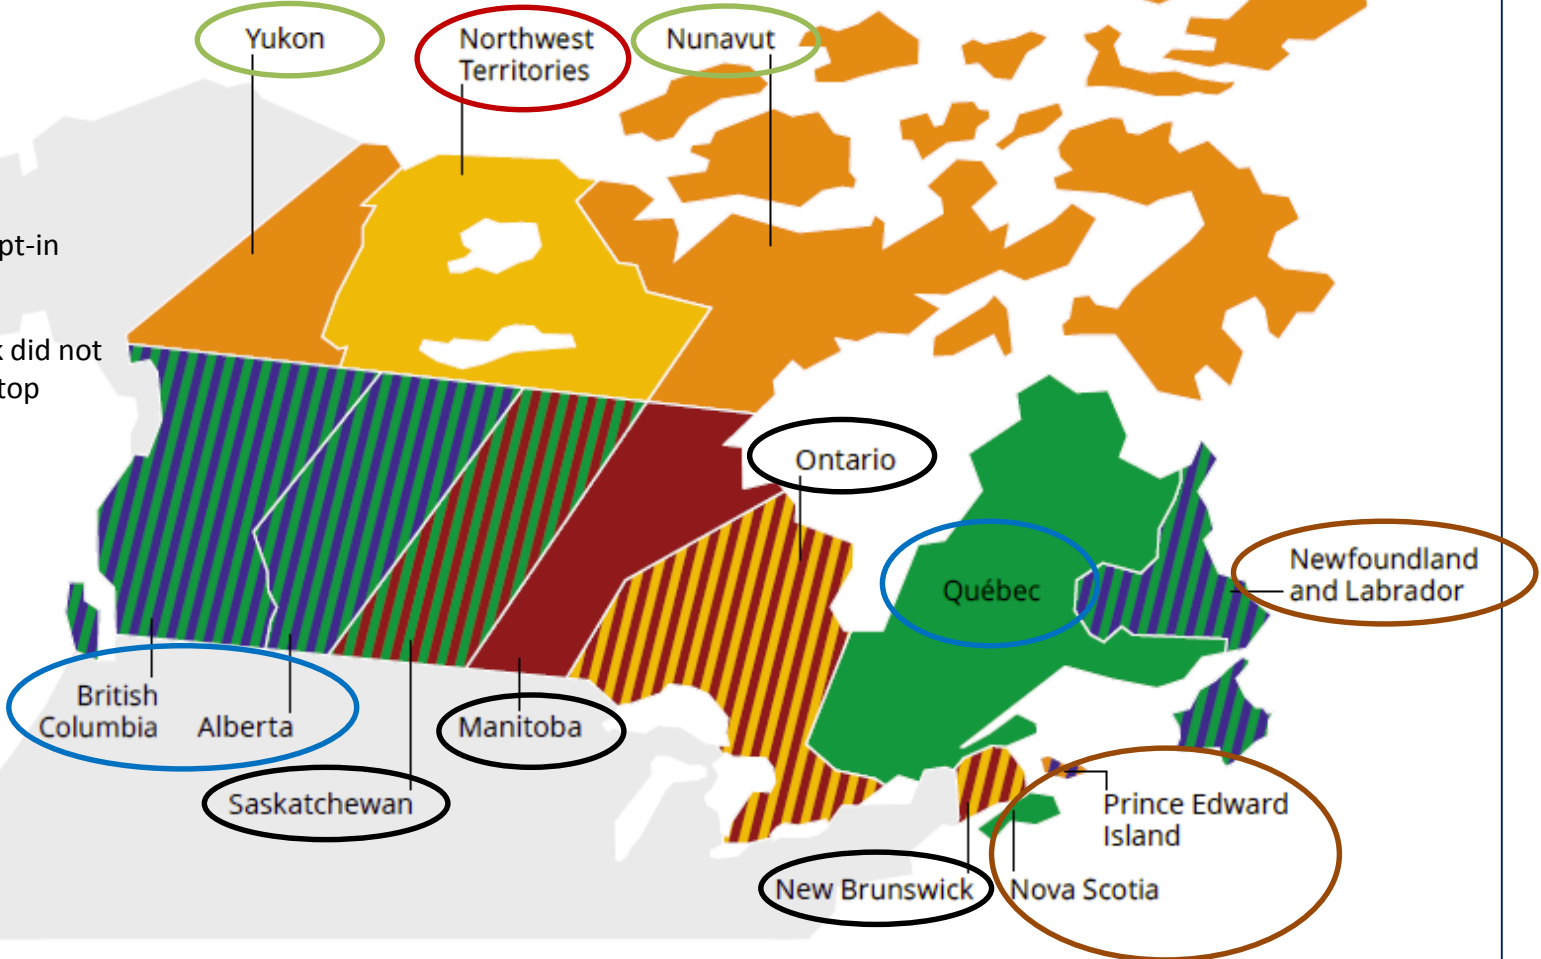 Yukon
Northwest
Territories
Nunavut
pt-in
did not
top
Ontario
Québec
Newfoundland
and Labrador
British
Columbia
Alberta
Manitoba
Saskatchewan
Prince Edward
Island
New Brunswick
Nova Scotia